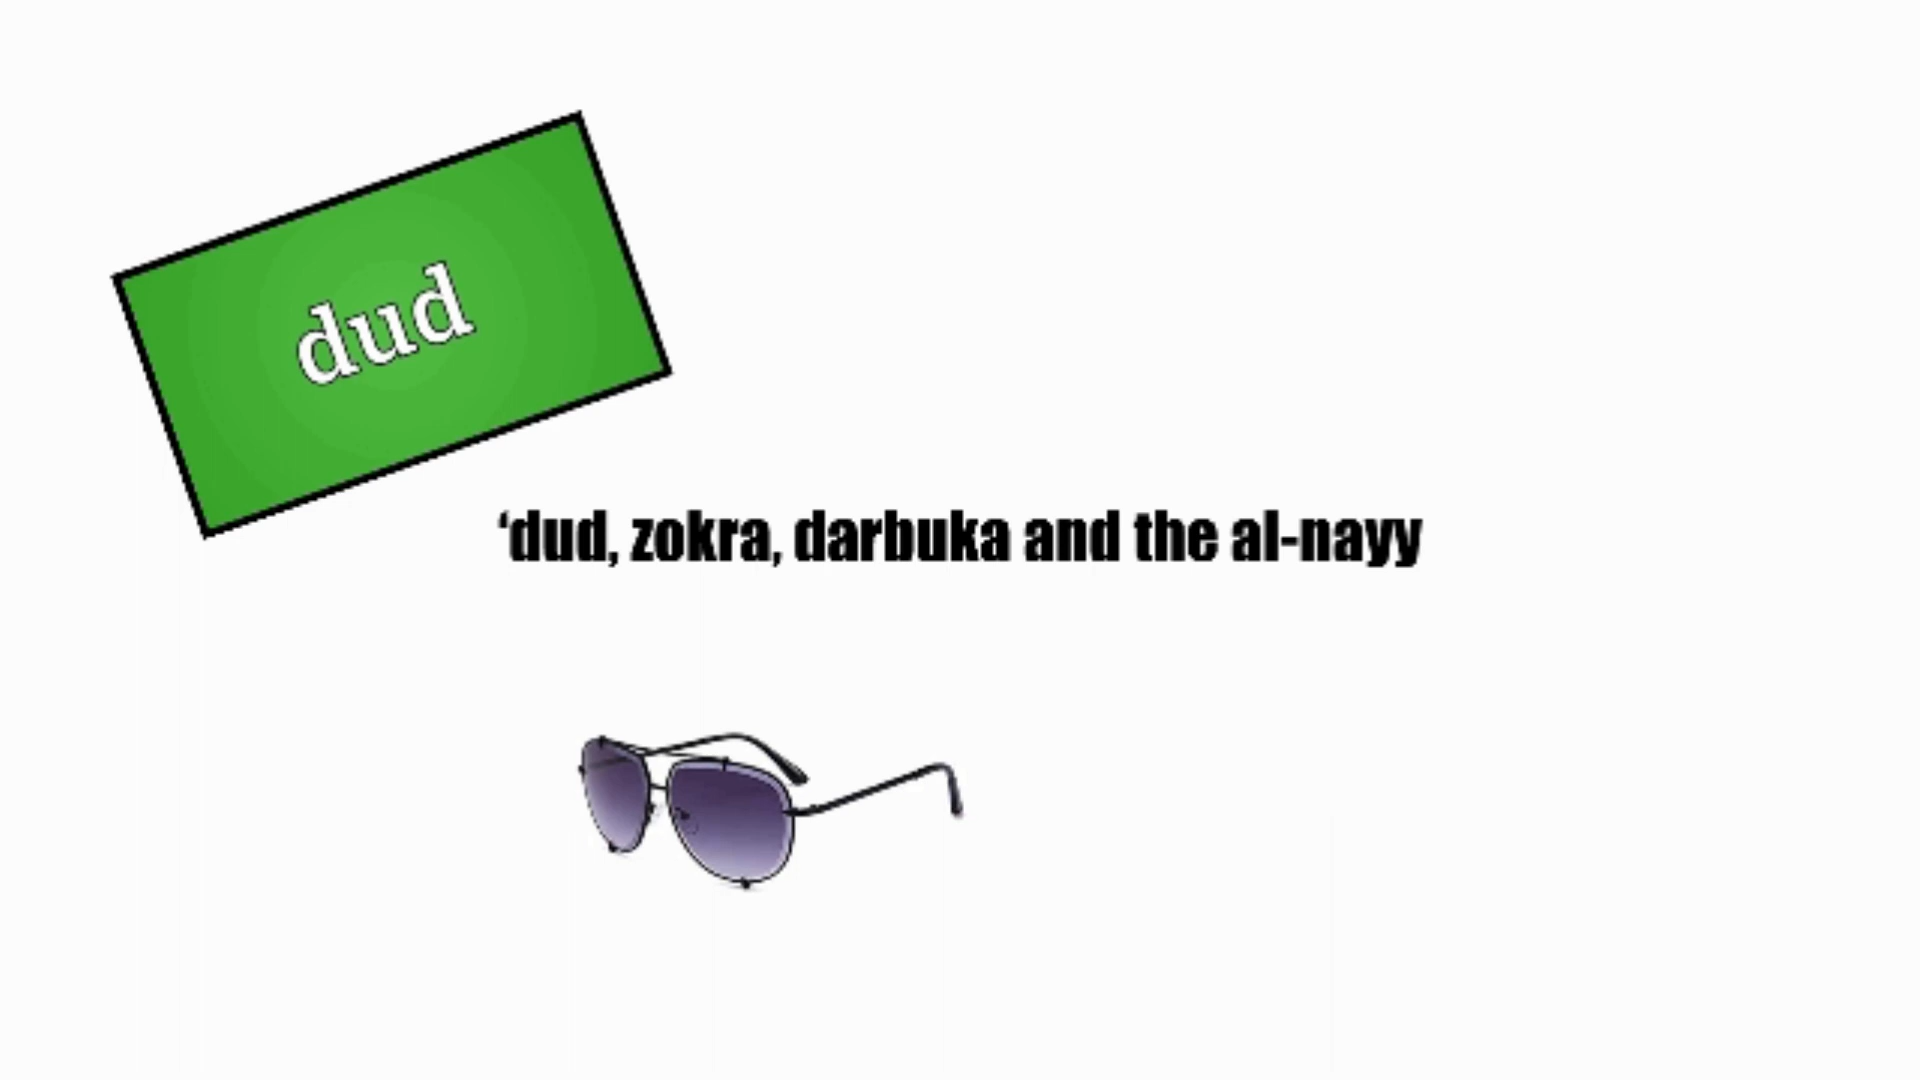 dud
‘dud, zokra, darbuka and the al-nayy